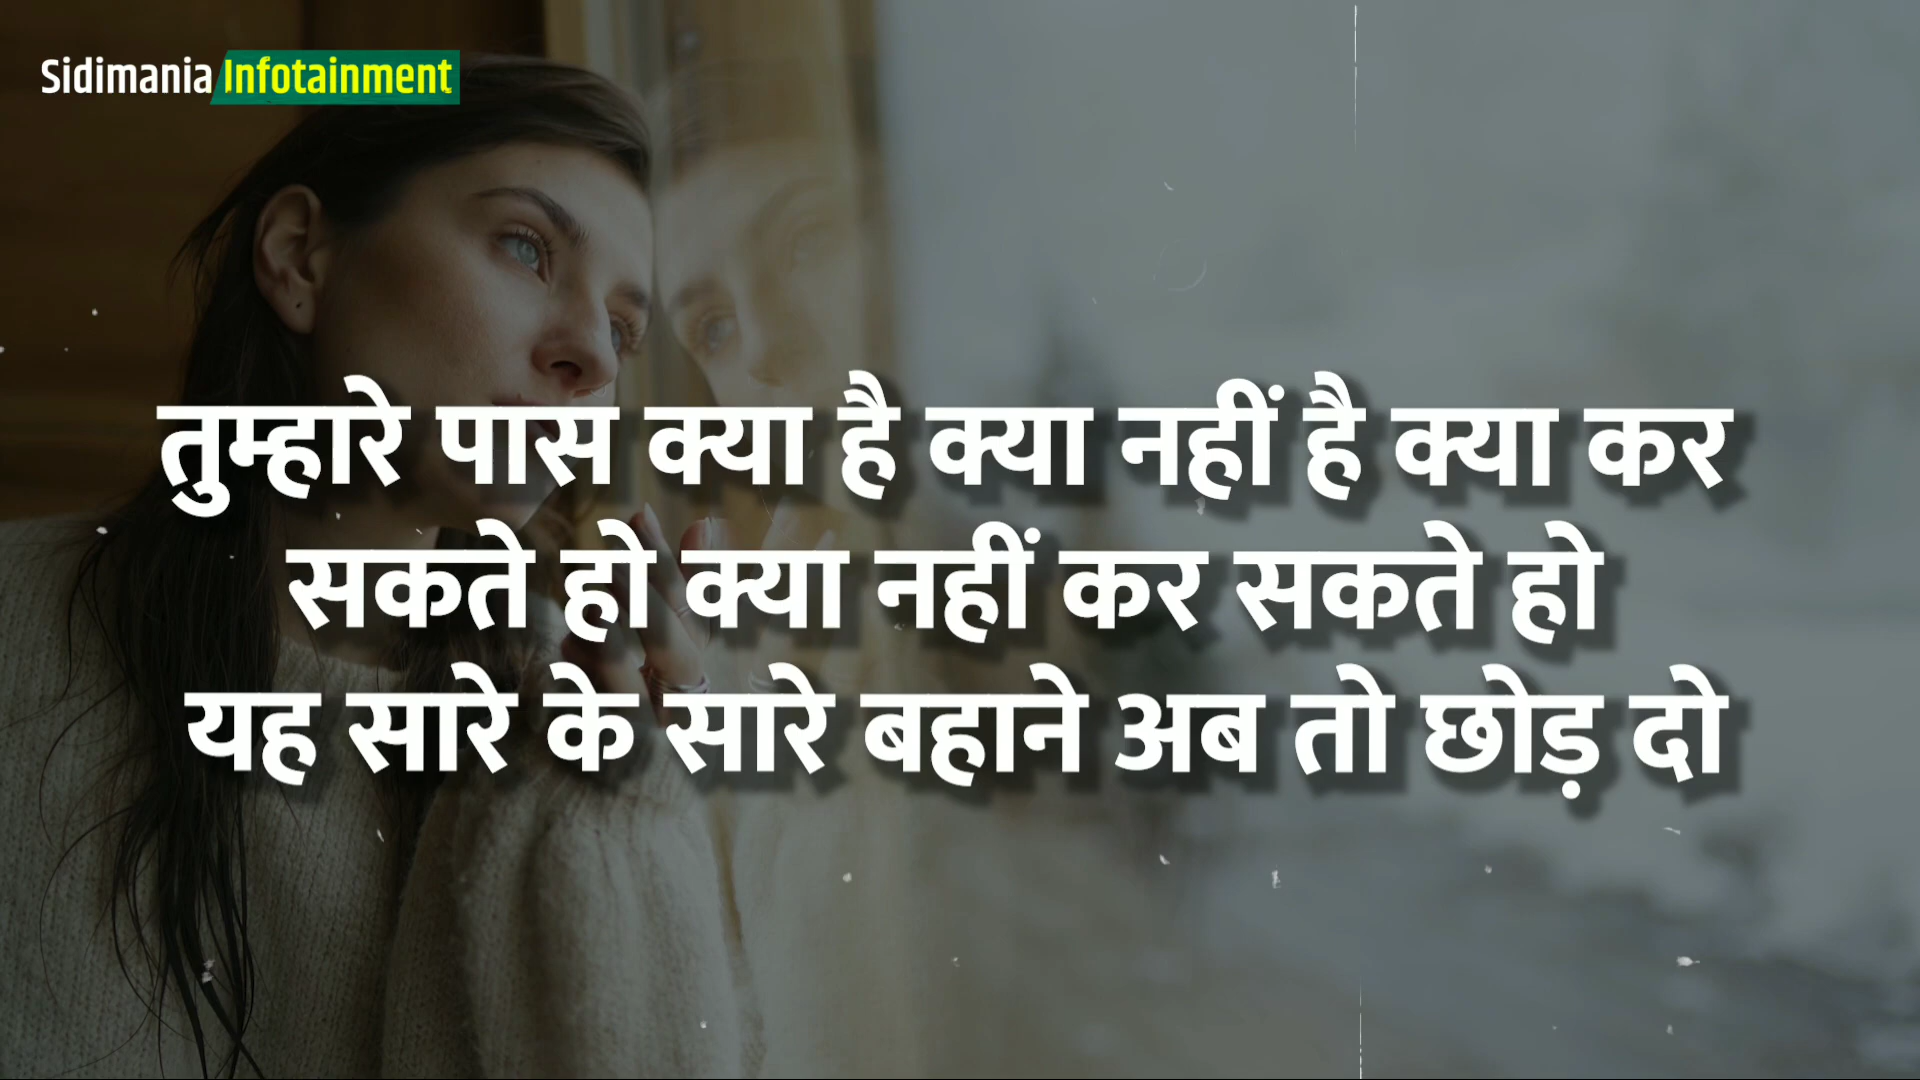 Sidimania Infotainment
तुम्हारे पास क्या है क्या नहीं है क्या कर
सकते हो क्या नहीं कर सकते हो
यह सारे के सारे बहाने अब तो छोड़ दो